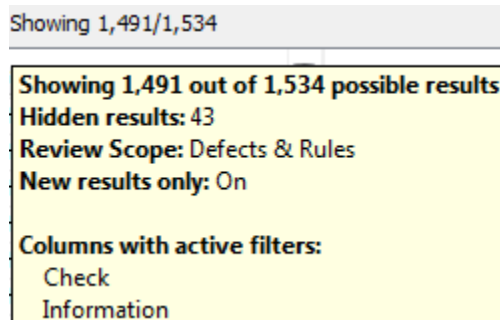 Showing 1,491/1,534
Showing 1,491 out of 1,534 possible results
Hidden results: 43
Review Scope: Defects & Rules
New results only: On
Columns with active filters:
Check
Information